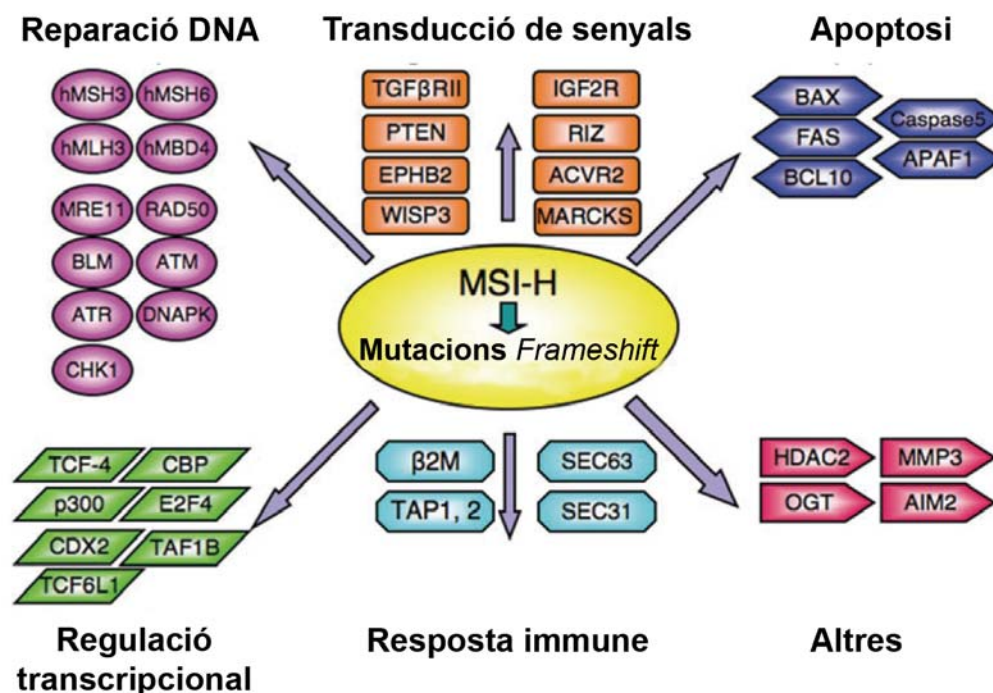 Reparació DNA
hMSH3 hMSH6
hMLH3 hMBD4
MRE11 RAD50
BLM ATM
ATR DNAPK
CHK1
Transducció de senyals
TGFβRII IGF2R
PTEN RIZ
EPHB2 ACVR2
WISP3 MARCKS
Apoptosi
BAX
Caspase5
FAS
APAF1
BCL10
MSI-H
Mutacions Frameshift
TCF-4 CBP
p300 E2F4
CDX2 TAF1B
TCF6L1
Regulació
transcripcional
β2M SEC63
TAP1, 2 SEC31
Resposta immune
HDAC2 MMP3
OGT AIM2
Altres